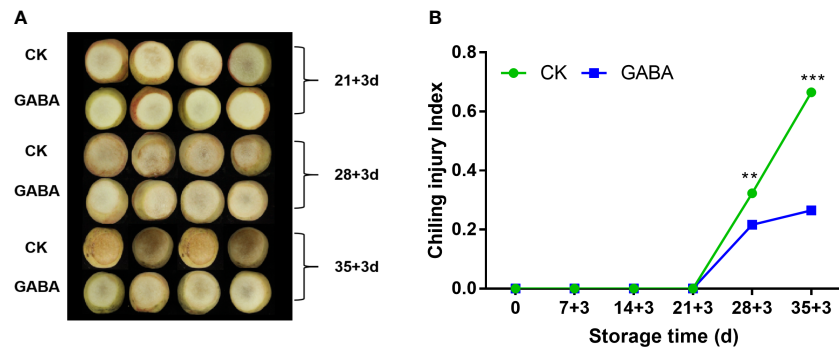 A
CK
GABA
21+3d
CK
GABA
28+3d
CK
GABA
35+3d
B
CK GABA
**
***
Chiling injury Index
0.8
0.6
0.4
0.2
0.0
0 7+3 14+3 21+3 28+3 35+3
Storage time (d)